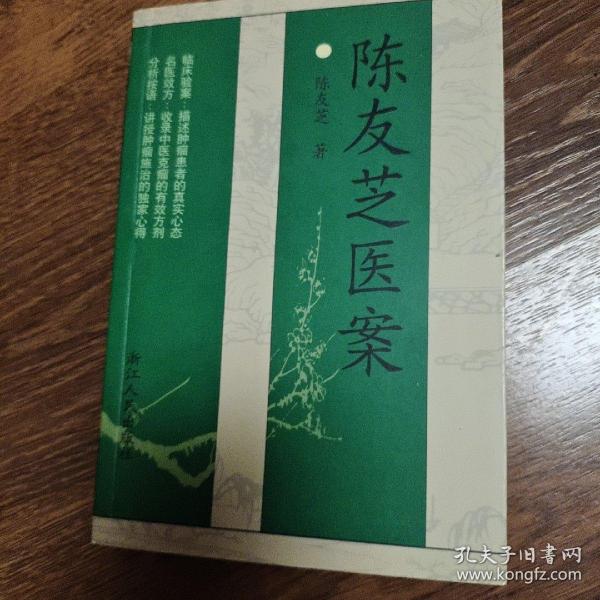 陈友芝医案
陈友芝 著
临床验案:描述肿瘤患者的真实心态
名医效方:收录中医克瘤的有效方剂
分析按语:讲授肿瘤施治的独家心得
浙江人民出版社
孔夫子旧书网
www.kongfz.com